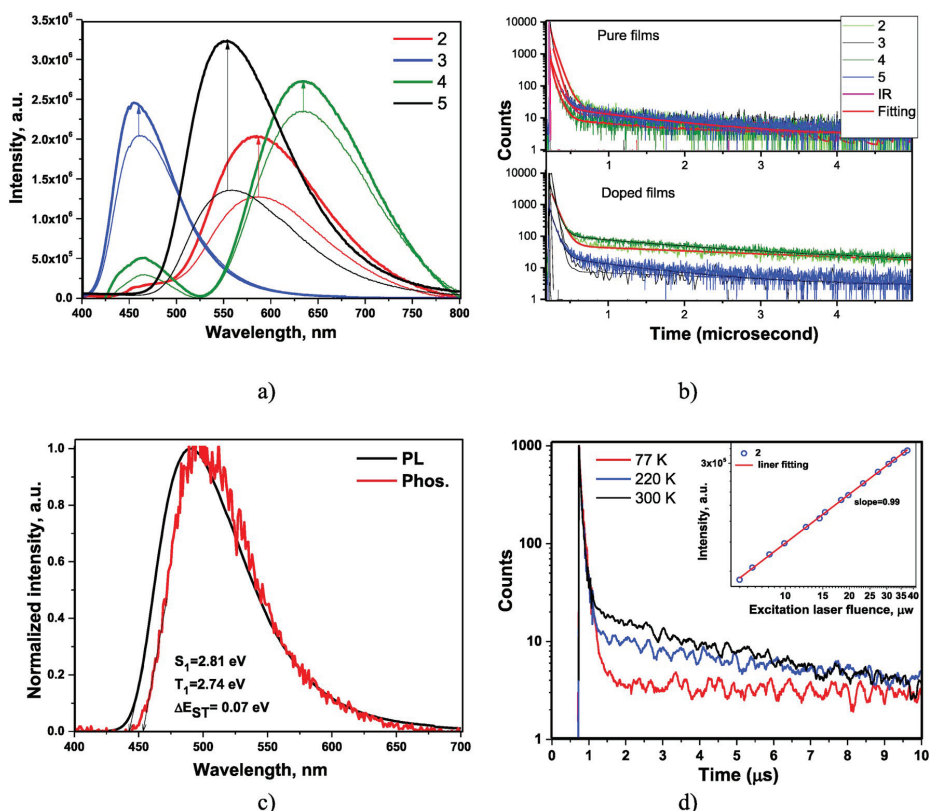 3.5x10⁶
3.0x10⁶
2.5x10⁶
2.0x10⁶
1.5x10⁶
1.0x10⁶
5.0x10⁵
0.0
Intensity, a.u.
2
3
4
5
400 450 500 550 600 650 700 750 800
Wavelength, nm
a)
10000
1000
100
10
1
Counts
Pure films
2
3
4
5
IR
Fitting
1 2 3 4
10000
1000
100
10
1
Doped films
1 2 3 4
Time (microsecond)
b)
1.0
0.8
0.6
0.4
0.2
0.0
Normalized intensity, a.u.
PL
Phos.
S₁=2.81 eV
T₁=2.74 eV
ΔE_ST= 0.07 eV
400 450 500 550 600 650 700
Wavelength, nm
c)
1000
100
10
1
Counts
77 K
220 K
300 K
3x10⁵
Intensity, a.u.
2
liner fitting
slope=0.99
10 15 20 25 30 35 40
Excitation laser fluence, μw
0 1 2 3 4 5 6 7 8 9 10
Time (μs)
d)